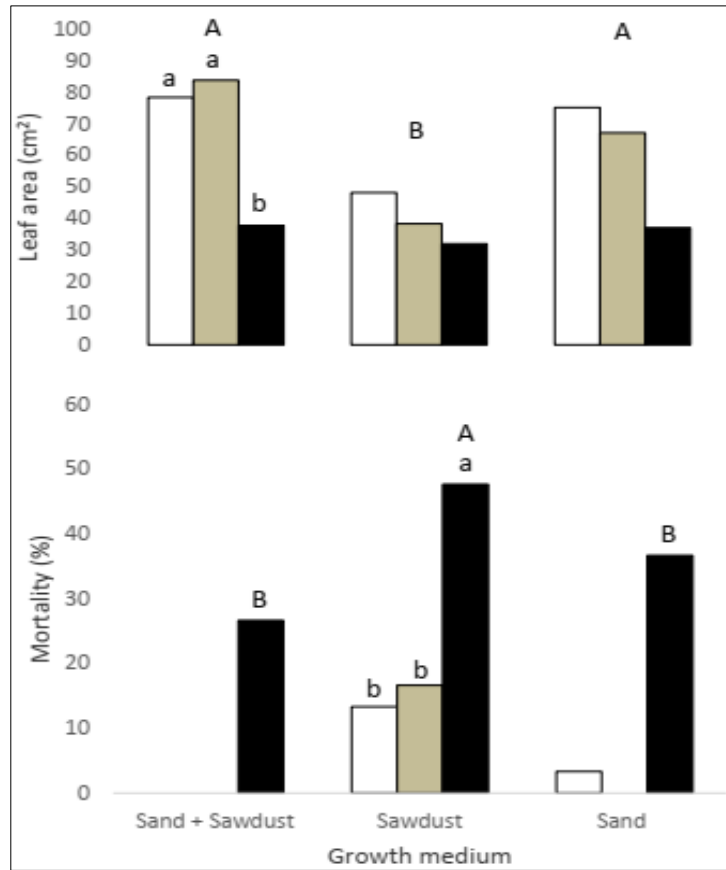 A
100
90
a
a
80
70
60
50
40
30
20
10
0
b
B
A
Leaf area (cm²)
60
50
40
30
20
10
0
B
b
b
A
a
B
Mortality (%)
Sand + Sawdust
Sawdust
Sand
Growth medium